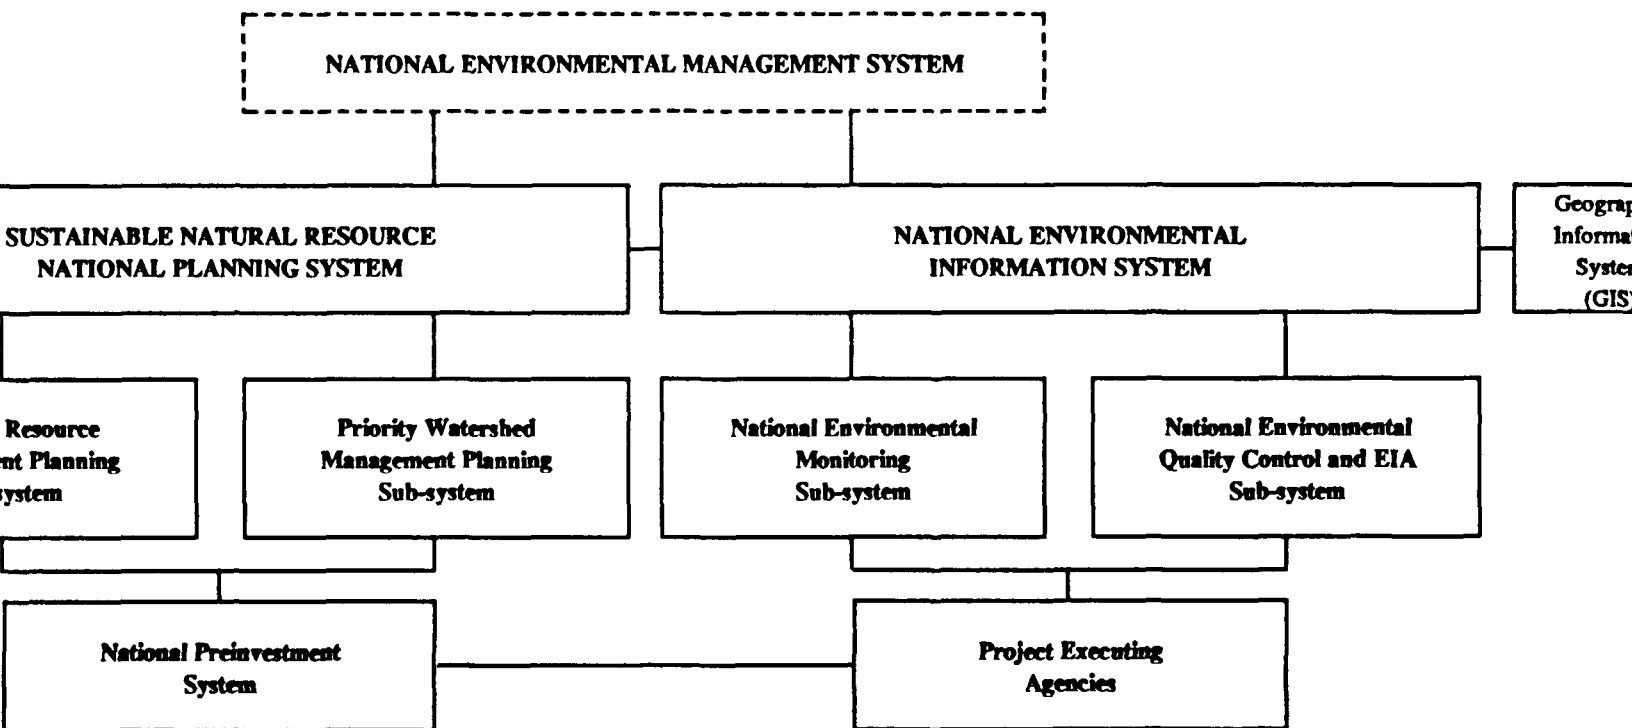 NATIONAL ENVIRONMENTAL MANAGEMENT SYSTEM
SUSTAINABLE NATURAL RESOURCE
NATIONAL PLANNING SYSTEM
NATIONAL ENVIRONMENTAL
INFORMATION SYSTEM
(GIS)
Resource
Planning
Priority Watershed
Management Planning
Sub-system
National Environmental
Monitoring
Sub-system
National Environmental
Quality Control and EIA
Sub-system
National Preinvestment
System
Project Executing
Agencies